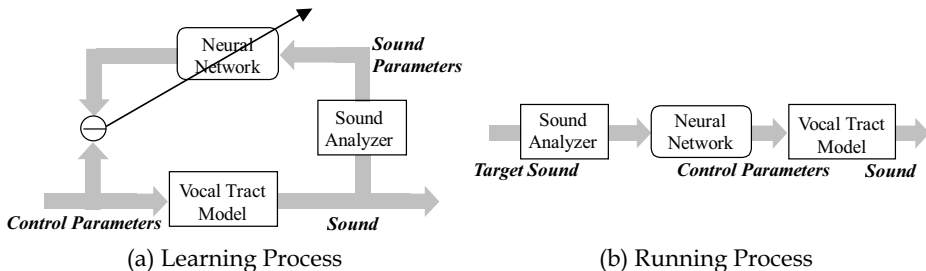 Neural
Network
Sound
Parameters
Sound
Analyzer
Vocal Tract
Model
Control Parameters
Sound
(a) Learning Process
Sound
Analyzer
Neural
Network
Vocal Tract
Model
Target Sound
Control Parameters
Sound
(b) Running Process